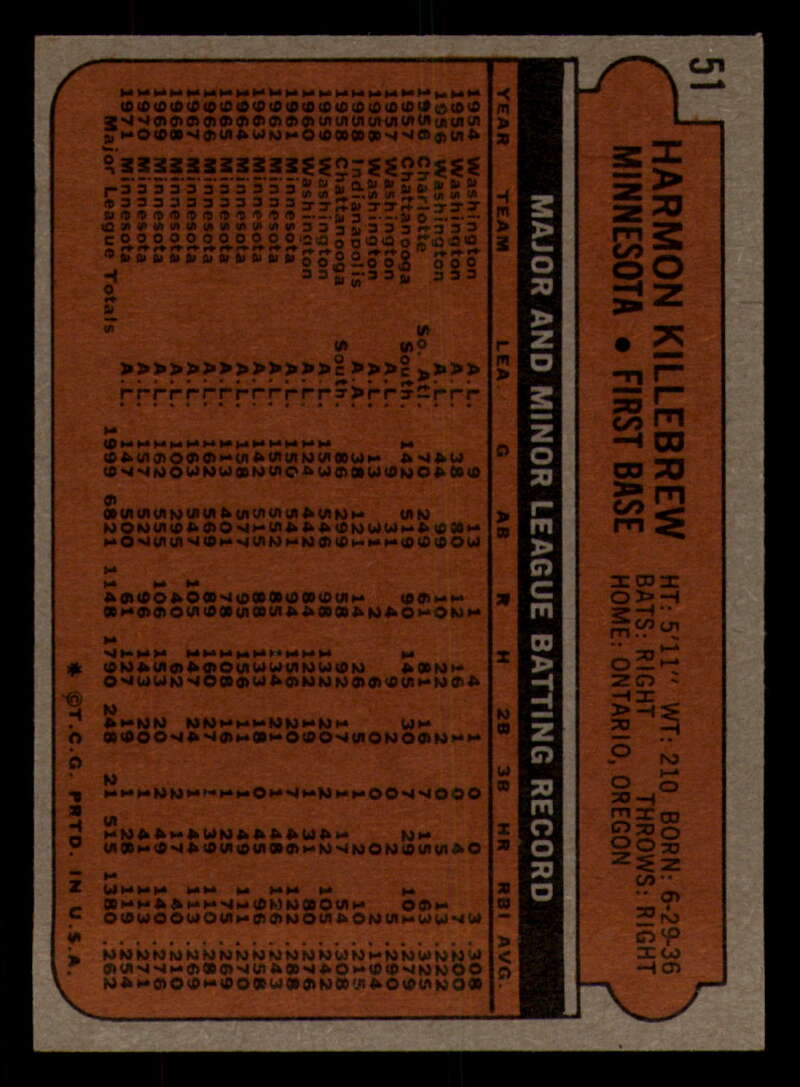 51
HARMON KILLEBREW
MINNESOTA • FIRST BASE
HT: 5'11" WT: 210 BORN: 6-29-36
BATS: RIGHT THROWS: RIGHT
HOME: ONTARIO, OREGON
MAJOR AND MINOR LEAGUE BATTING RECORD
YEAR TEAM LEA G AB R H 2B 3B HR RBI AVG.
1954 Washington A.L. 9 13 1 4 1 0 0 3 .308
1955 Washington A.L. 38 80 12 16 1 0 4 7 .200
1956 Washington A.L. 44 99 10 22 2 0 5 13 .222
1956 Charlotte So. Atl. 70 249 61 81 16 7 15 63 .325
1957 Chattanooga South. 142 519 90 145 30 7 29 101 .279
1957 Washington A.L. 9 31 4 9 2 0 2 5 .290
1958 Washington A.L. 13 31 2 6 0 0 0 2 .194
1958 Indianapolis A.A. 38 121 14 26 5 1 2 10 .215
1958 Chattanooga South. 86 299 58 92 17 1 17 54 .308
1959 Washington A.L. 153 546 98 132 20 2 42 105 .242
1960 Washington A.L. 124 442 84 122 19 1 31 80 .276
1961 Minnesota A.L. 150 541 94 156 20 7 46 122 .288
1962 Minnesota A.L. 155 552 85 134 21 1 48 126 .243
1963 Minnesota A.L. 142 515 88 133 18 0 45 96 .258
1964 Minnesota A.L. 158 577 95 156 11 1 49 111 .270
1965 Minnesota A.L. 113 401 78 108 16 1 25 75 .269
1966 Minnesota A.L. 162 569 89 160 27 1 39 110 .281
1967 Minnesota A.L. 163 547 105 147 24 1 44 113 .269
1968 Minnesota A.L. 100 295 40 62 7 2 17 40 .210
1969 Minnesota A.L. 162 555 106 153 20 2 49 140 .276
1970 Minnesota A.L. 157 527 96 143 20 1 41 113 .271
1971 Minnesota A.L. 147 500 61 127 19 1 28 119 .254
Major League Totals 1999 6821 1148 1790 248 21 515 1380 .262
* ©T.C.G. PRTD. IN U.S.A.